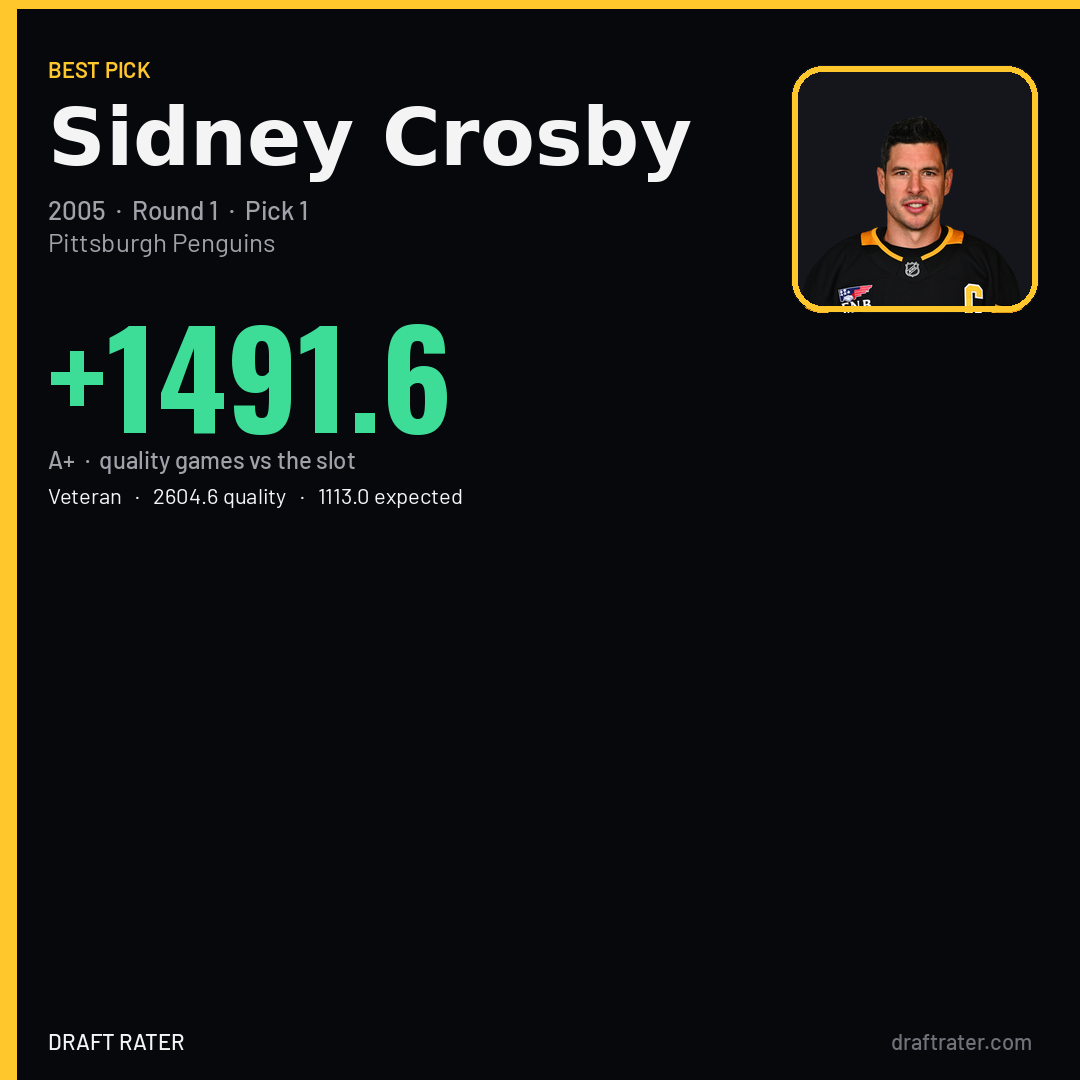 BEST PICK
Sidney Crosby
2005 · Round 1 · Pick 1
Pittsburgh Penguins
+1491.6
A+ · quality games vs the slot
Veteran · 2604.6 quality · 1113.0 expected
FNB
C
DRAFT RATER
draftrater.com